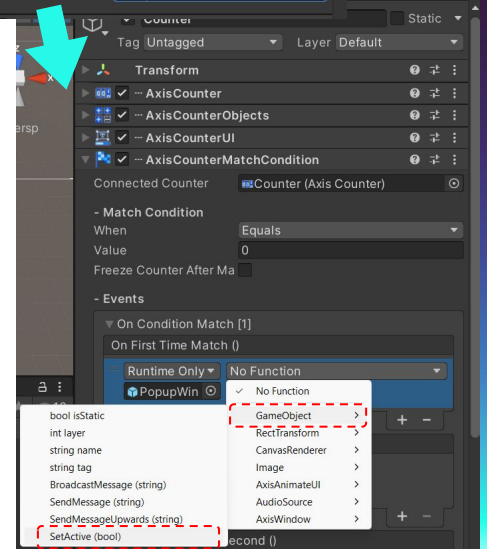 Counter
Static
Tag Untagged Layer Default
Transform
AxisCounter
AxisCounterObjects
ersp
AxisCounterUI
AxisCounterMatchCondition
Connected Counter Counter (Axis Counter)
- Match Condition
When Equals
Value 0
Freeze Counter After Ma
- Events
On Condition Match [1]
On First Time Match ()
Runtime Only No Function
PopupWin
No Function
GameObject
RectTransform
CanvasRenderer
Image
AxisAnimateUI
AudioSource
AxisWindow
bool isStatic
int layer
string name
string tag
BroadcastMessage (string)
SendMessage (string)
SendMessageUpwards (string)
SetActive (bool)
econd ()